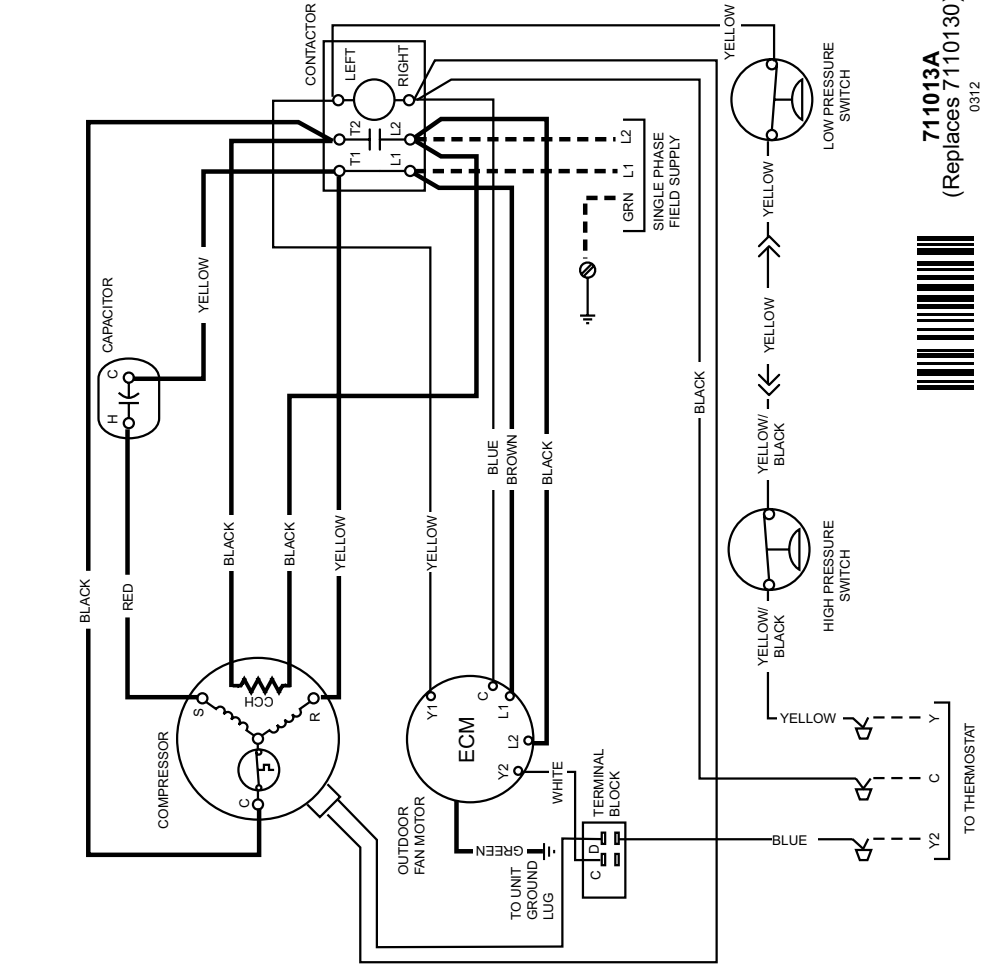 711013A
(Replaces 7110130)
0312
CONTACTOR
LEFT
RIGHT
T2
L2
T1
L1
YELLOW
LOW PRESSURE
SWITCH
GRN
L1
L2
SINGLE PHASE
FIELD SUPPLY
YELLOW
YELLOW
CAPACITOR
C
H
YELLOW
BLACK
YELLOW/
BLACK
BLACK
RED
BLACK
BLACK
YELLOW
YELLOW
BLUE
BROWN
BLACK
HIGH PRESSURE
SWITCH
YELLOW/
BLACK
COMPRESSOR
S
CCH
R
C
ECM
Y1
C
L1
L2
Y2
OUTDOOR
FAN MOTOR
WHITE
TERMINAL
BLOCK
C
D
GREEN
TO UNIT
GROUND
LUG
YELLOW
BLUE
Y
C
Y2
TO THERMOSTAT